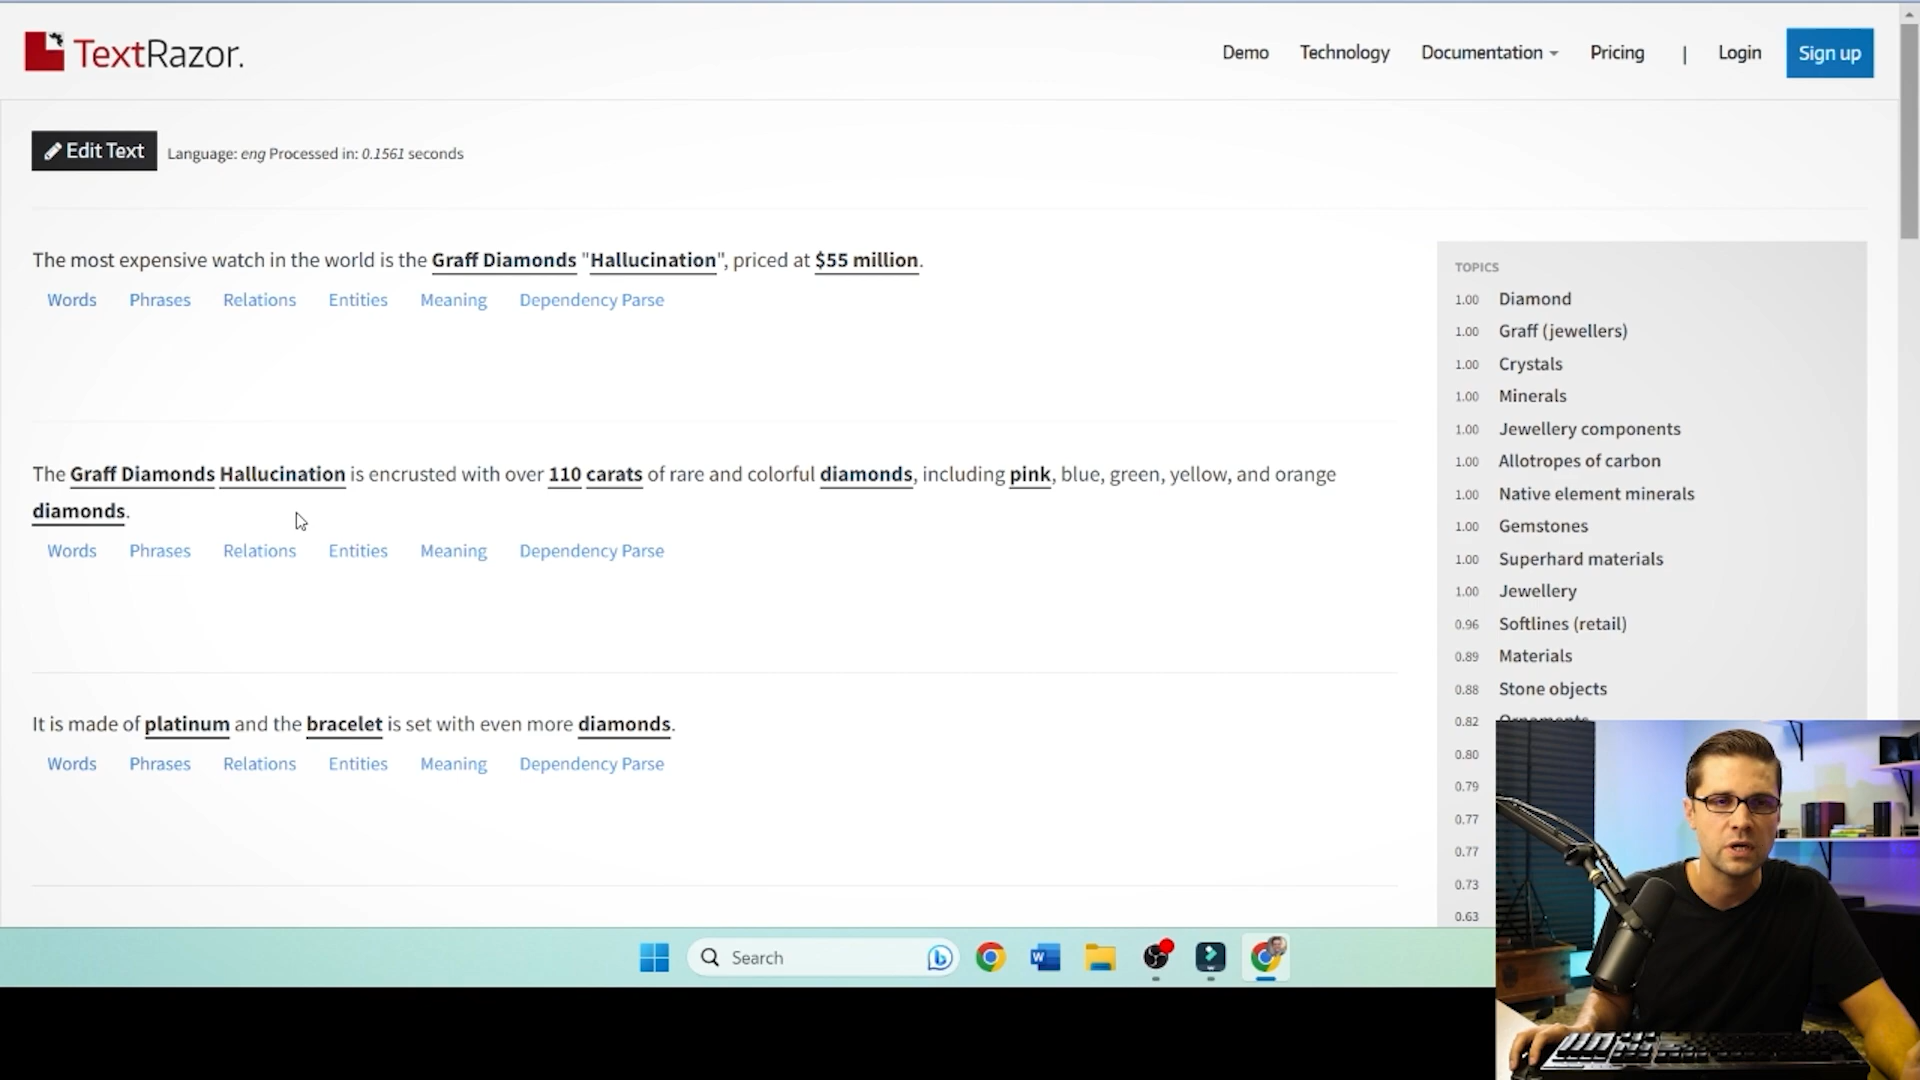 TextRazor.
Demo Technology Documentation Pricing | Login Sign up
Edit Text Language: eng Processed in: 0.1561 seconds
The most expensive watch in the world is the Graff Diamonds "Hallucination", priced at $55 million.
Words Phrases Relations Entities Meaning Dependency Parse
The Graff Diamonds Hallucination is encrusted with over 110 carats of rare and colorful diamonds, including pink, blue, green, yellow, and orange
diamonds.
Words Phrases Relations Entities Meaning Dependency Parse
It is made of platinum and the bracelet is set with even more diamonds.
Words Phrases Relations Entities Meaning Dependency Parse
TOPICS
1.00 Diamond
1.00 Graff (jewellers)
1.00 Crystals
1.00 Minerals
1.00 Jewellery components
1.00 Allotropes of carbon
1.00 Native element minerals
1.00 Gemstones
1.00 Superhard materials
1.00 Jewellery
0.96 Softlines (retail)
0.89 Materials
0.88 Stone objects
0.82
0.80
0.79
0.77
0.77
0.73
0.63
Search